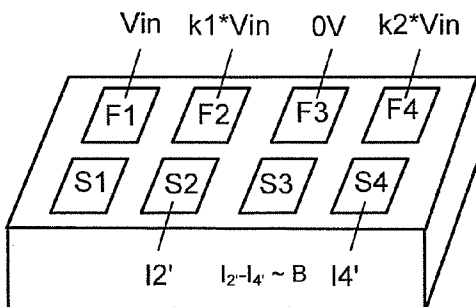 Vin k1*Vin 0V k2*Vin
F1 F2 F3 F4
S1 S2 S3 S4
I2' I2'-I4' ~ B I4'